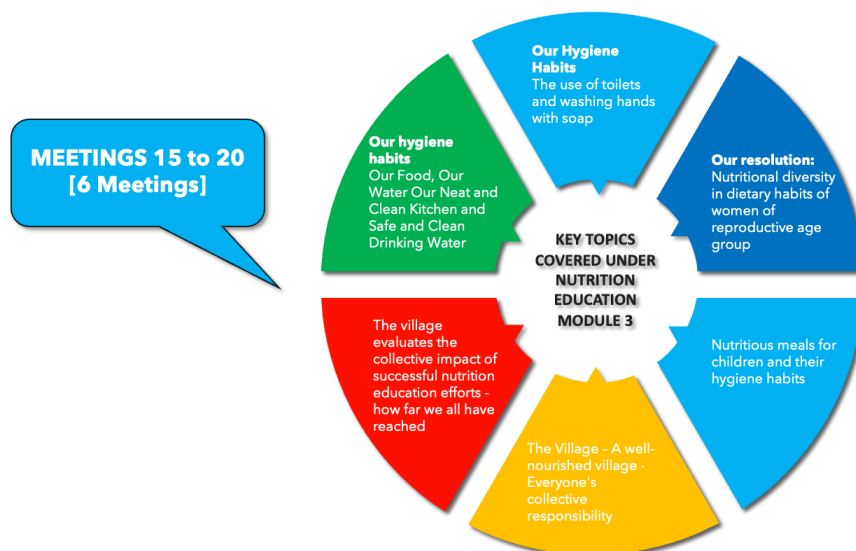 MEETINGS 15 to 20
[6 Meetings]
Our Hygiene
Habits
The use of toilets
and washing hands
with soap
Our resolution:
Nutritional diversity
in dietary habits of
women of
reproductive age
group
Nutritious meals for
children and their
hygiene habits
The Village – A well-
nourished village -
Everyone's
collective
responsibility
The village
evaluates the
collective impact of
successful nutrition
education efforts -
how far we all have
reached
Our hygiene
habits
Our Food, Our
Water Our Neat and
Clean Kitchen and
Safe and Clean
Drinking Water
KEY TOPICS
COVERED UNDER
NUTRITION
EDUCATION
MODULE 3